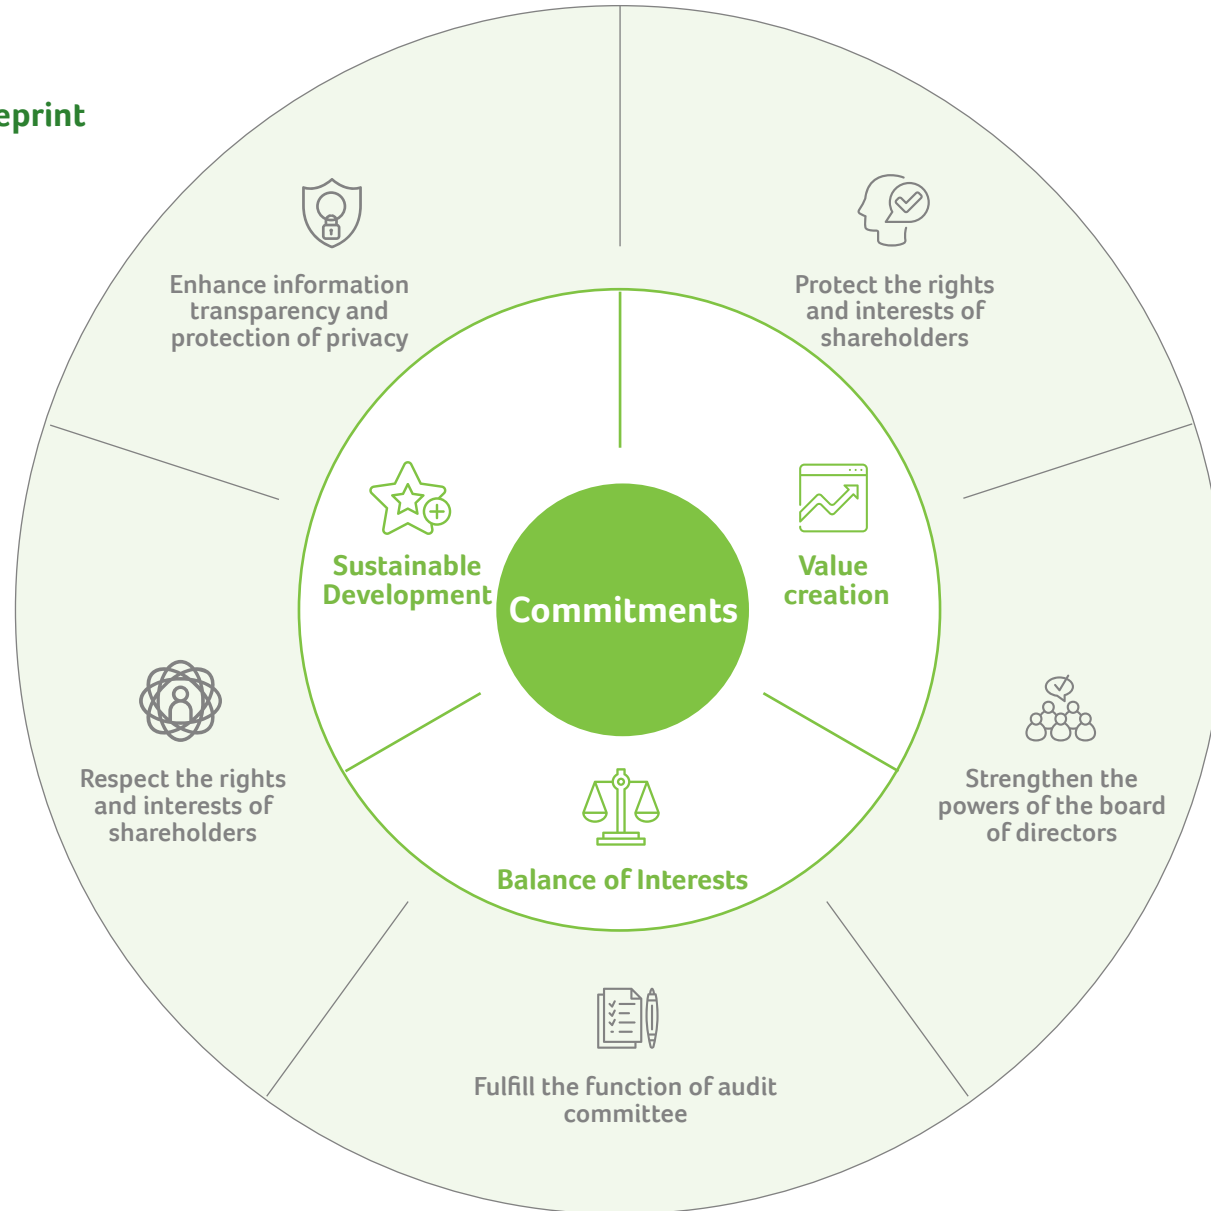 eprint
Enhance information
transparency and
protection of privacy
Protect the rights
and interests of
shareholders
Sustainable
Development
Commitments
Value
creation
Respect the rights
and interests of
shareholders
Strengthen the
powers of the board
of directors
Balance of Interests
Fulfill the function of audit
committee